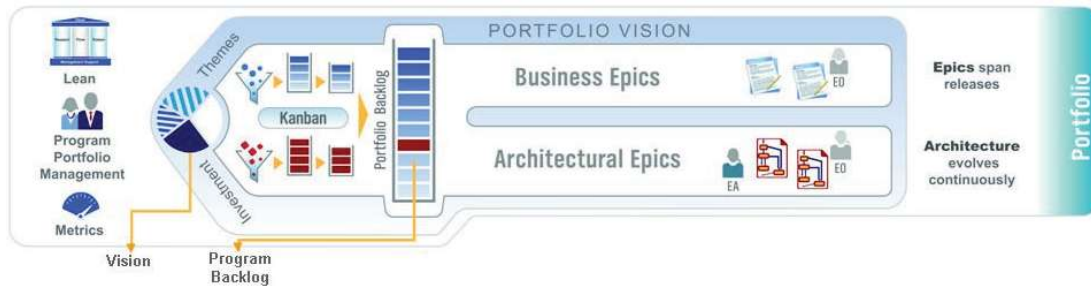 Lean
Program
Portfolio
Management
Metrics
Vision
Program
Backlog
Themes
Investment
Kanban
Portfolio Backlog
PORTFOLIO VISION
Business Epics
EO
Architectural Epics
EA
EO
Epics span
releases
Architecture
evolves
continuously
Portfolio